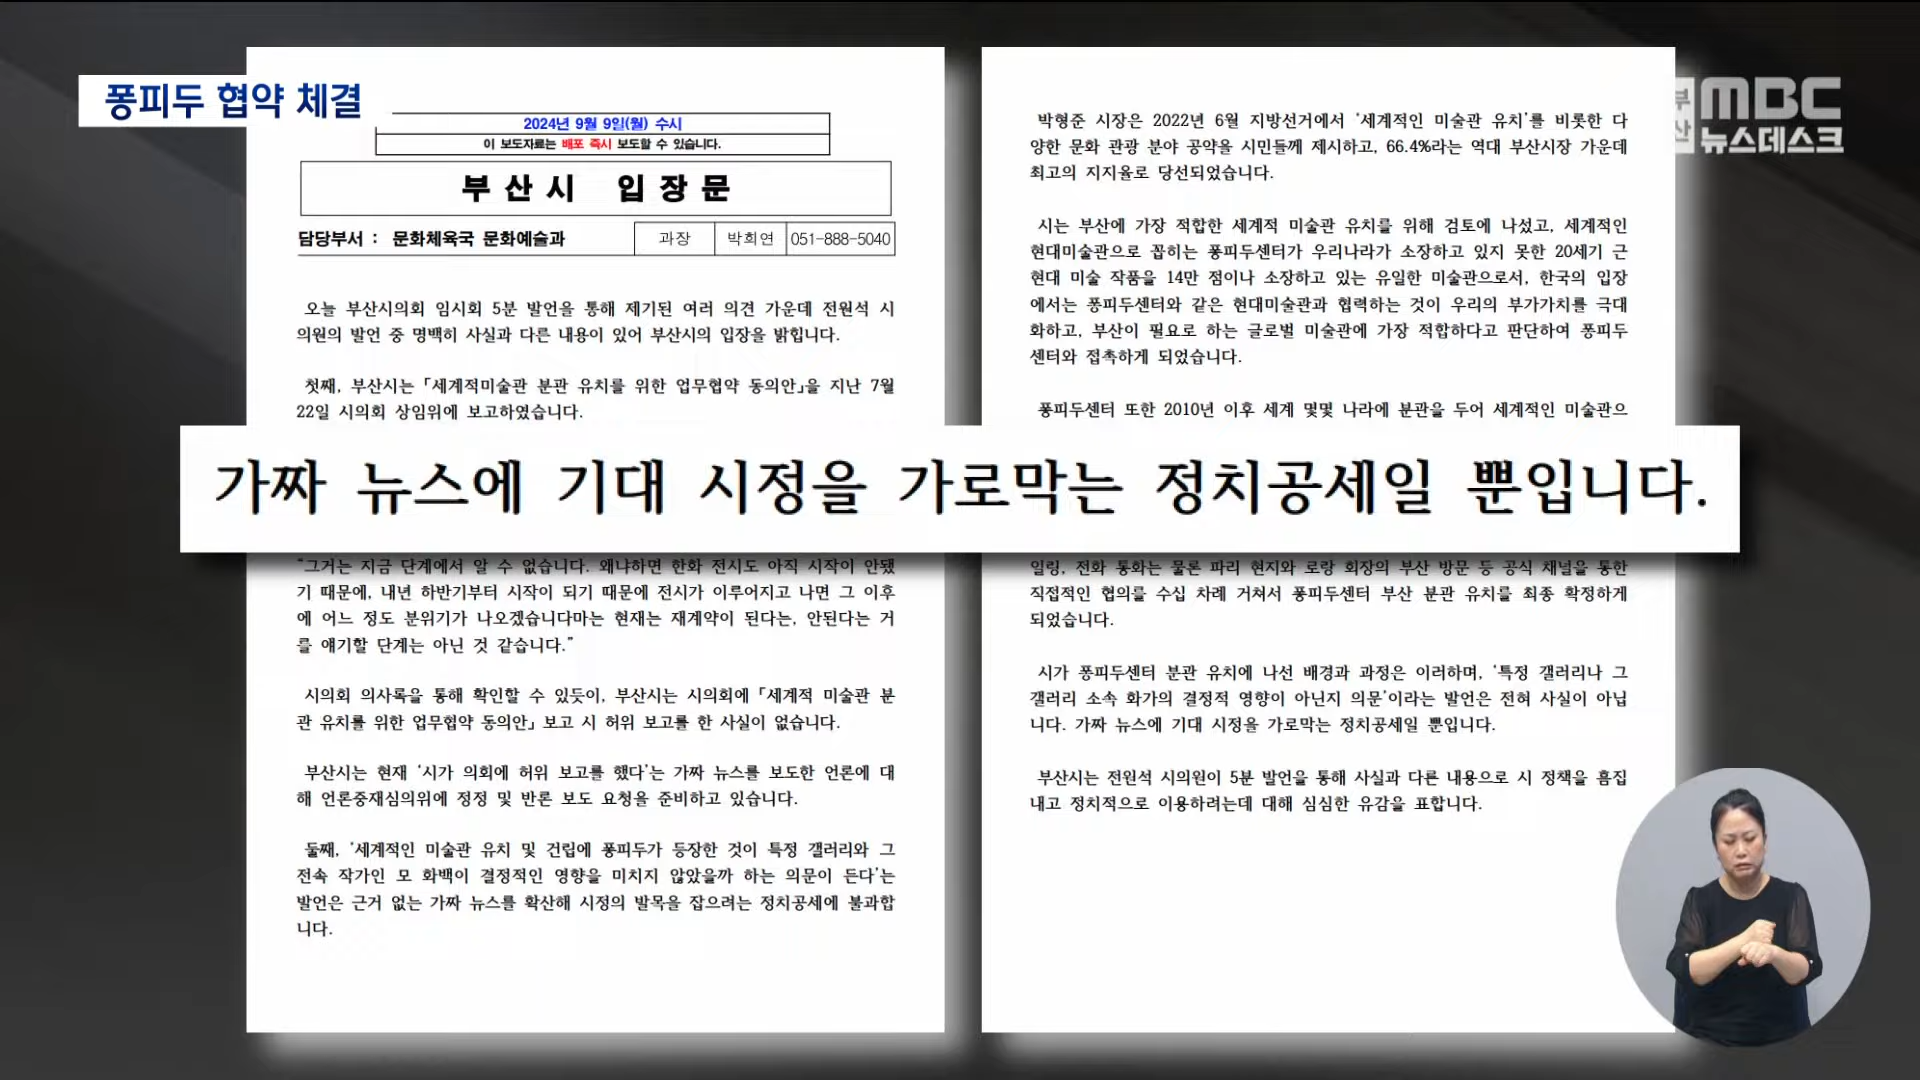 퐁피두 협약 체결
부산
MBC
뉴스데스크
2024년 9월 9일(월) 수시
이 보도자료는 배포 즉시 보도할 수 있습니다.
부산시 입장문
담당부서 : 문화체육국 문화예술과 과장 박희연 051-888-5040
오늘 부산시의회 임시회 5분 발언을 통해 제기된 여러 의견 가운데 전원석 시
의원의 발언 중 명백히 사실과 다른 내용이 있어 부산시의 입장을 밝힙니다.
첫째, 부산시는 「세계적미술관 분관 유치를 위한 업무협약 동의안」을 지난 7월
22일 시의회 상임위에 보고하였습니다.
가짜 뉴스에 기대 시정을 가로막는 정치공세일 뿐입니다.
“그거는 지금 단계에서 알 수 없습니다. 왜냐하면 한화 전시도 아직 시작이 안됐
기 때문에, 내년 하반기부터 시작이 되기 때문에 전시가 이루어지고 나면 그 이후
에 어느 정도 분위기가 나오겠습니다마는 현재는 재계약이 된다는, 안된다는 거
를 얘기할 단계는 아닌 것 같습니다.”
시의회 의사록을 통해 확인할 수 있듯이, 부산시는 시의회에 「세계적 미술관 분
관 유치를 위한 업무협약 동의안」 보고 시 허위 보고를 한 사실이 없습니다.
부산시는 현재 ‘시가 의회에 허위 보고를 했다’는 가짜 뉴스를 보도한 언론에 대
해 언론중재심의위에 정정 및 반론 보도 요청을 준비하고 있습니다.
둘째, ‘세계적인 미술관 유치 및 건립에 퐁피두가 등장한 것이 특정 갤러리와 그
전속 작가인 모 화백이 결정적인 영향을 미치지 않았을까 하는 의문이 든다’는
발언은 근거 없는 가짜 뉴스를 확산해 시정의 발목을 잡으려는 정치공세에 불과합
니다.
박형준 시장은 2022년 6월 지방선거에서 ‘세계적인 미술관 유치’를 비롯한 다
양한 문화 관광 분야 공약을 시민들께 제시하고, 66.4%라는 역대 부산시장 가운데
최고의 지지율로 당선되었습니다.
시는 부산에 가장 적합한 세계적 미술관 유치를 위해 검토에 나섰고, 세계적인
현대미술관으로 꼽히는 퐁피두센터가 우리나라가 소장하고 있지 못한 20세기 근
현대 미술 작품을 14만 점이나 소장하고 있는 유일한 미술관으로서, 한국의 입장
에서는 퐁피두센터와 같은 현대미술관과 협력하는 것이 우리의 부가가치를 극대
화하고, 부산이 필요로 하는 글로벌 미술관에 가장 적합하다고 판단하여 퐁피두
센터와 접촉하게 되었습니다.
퐁피두센터 또한 2010년 이후 세계 몇몇 나라에 분관을 두어 세계적인 미술관으
일링, 전화 통화는 물론 파리 현지와 로랑 회장의 부산 방문 등 공식 채널을 통한
직접적인 협의를 수십 차례 거쳐서 퐁피두센터 부산 분관 유치를 최종 확정하게
되었습니다.
시가 퐁피두센터 분관 유치에 나선 배경과 과정은 이러하며, ‘특정 갤러리나 그
갤러리 소속 화가의 결정적 영향이 아닌지 의문’이라는 발언은 전혀 사실이 아닙
니다. 가짜 뉴스에 기대 시정을 가로막는 정치공세일 뿐입니다.
부산시는 전원석 시의원이 5분 발언을 통해 사실과 다른 내용으로 시 정책을 흠집
내고 정치적으로 이용하려는데 대해 심심한 유감을 표합니다.